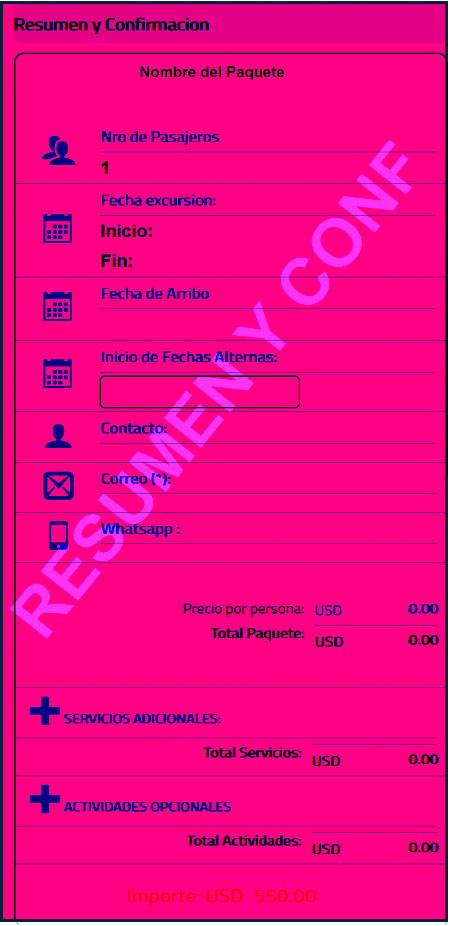 Resumen y Confirmacion
Nombre del Paquete
Nro de Pasajeros
1
Fecha excursion:
Inicio:
Fin:
Fecha de Arribo
Inicio de Fechas Alternas:
Contacto:
Correo (*):
Whatsapp :
RESUMEN Y CONF
Precio por persona: USD 0.00
Total Paquete: USD 0.00
SERVICIOS ADICIONALES:
Total Servicios: USD 0.00
ACTIVIDADES OPCIONALES
Total Actividades: USD 0.00
Importe: USD 550.00